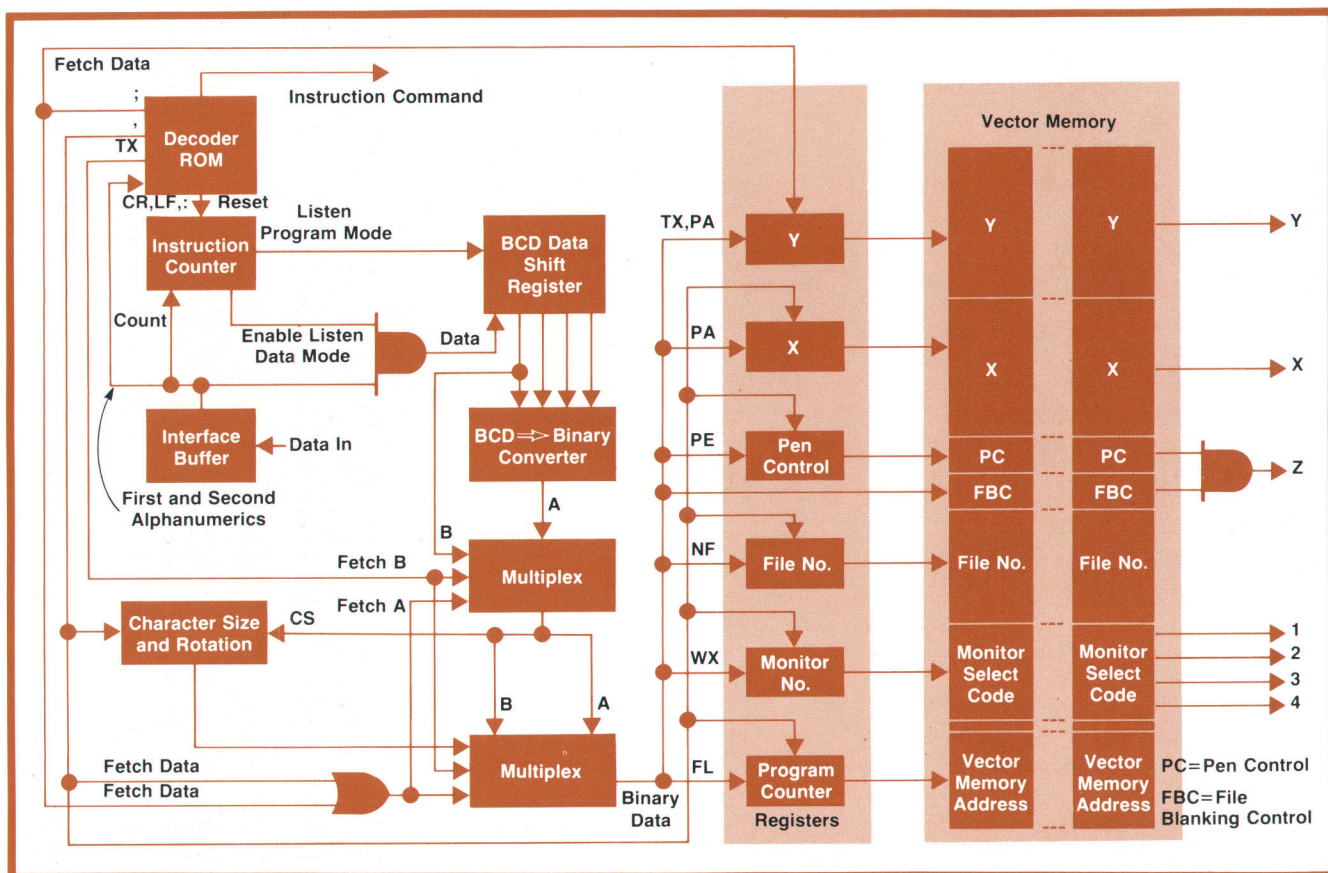 Fetch Data
;
,
TX
Instruction Command
Decoder
ROM
CR,LF,:
Reset
Listen
Program Mode
Instruction
Counter
BCD Data
Shift
Register
Count
Enable Listen
Data Mode
Data
Interface
Buffer
Data In
First and Second
Alphanumerics
BCD⇒Binary
Converter
A
B
Fetch B
Fetch A
Multiplex
Character Size
and Rotation
CS
B
A
Fetch Data
Fetch Data
Multiplex
Binary
Data
TX,PA
Y
PA
X
PE
Pen
Control
NF
File No.
WX
Monitor
No.
FL
Program
Counter
Registers
Vector Memory
Y
Y
Y
X
X
X
PC
PC
FBC
FBC
Z
File No.
File No.
Monitor
Select
Code
Monitor
Select
Code
1
2
3
4
Vector
Memory
Address
Vector
Memory
Address
PC=Pen Control
FBC=File
Blanking Control